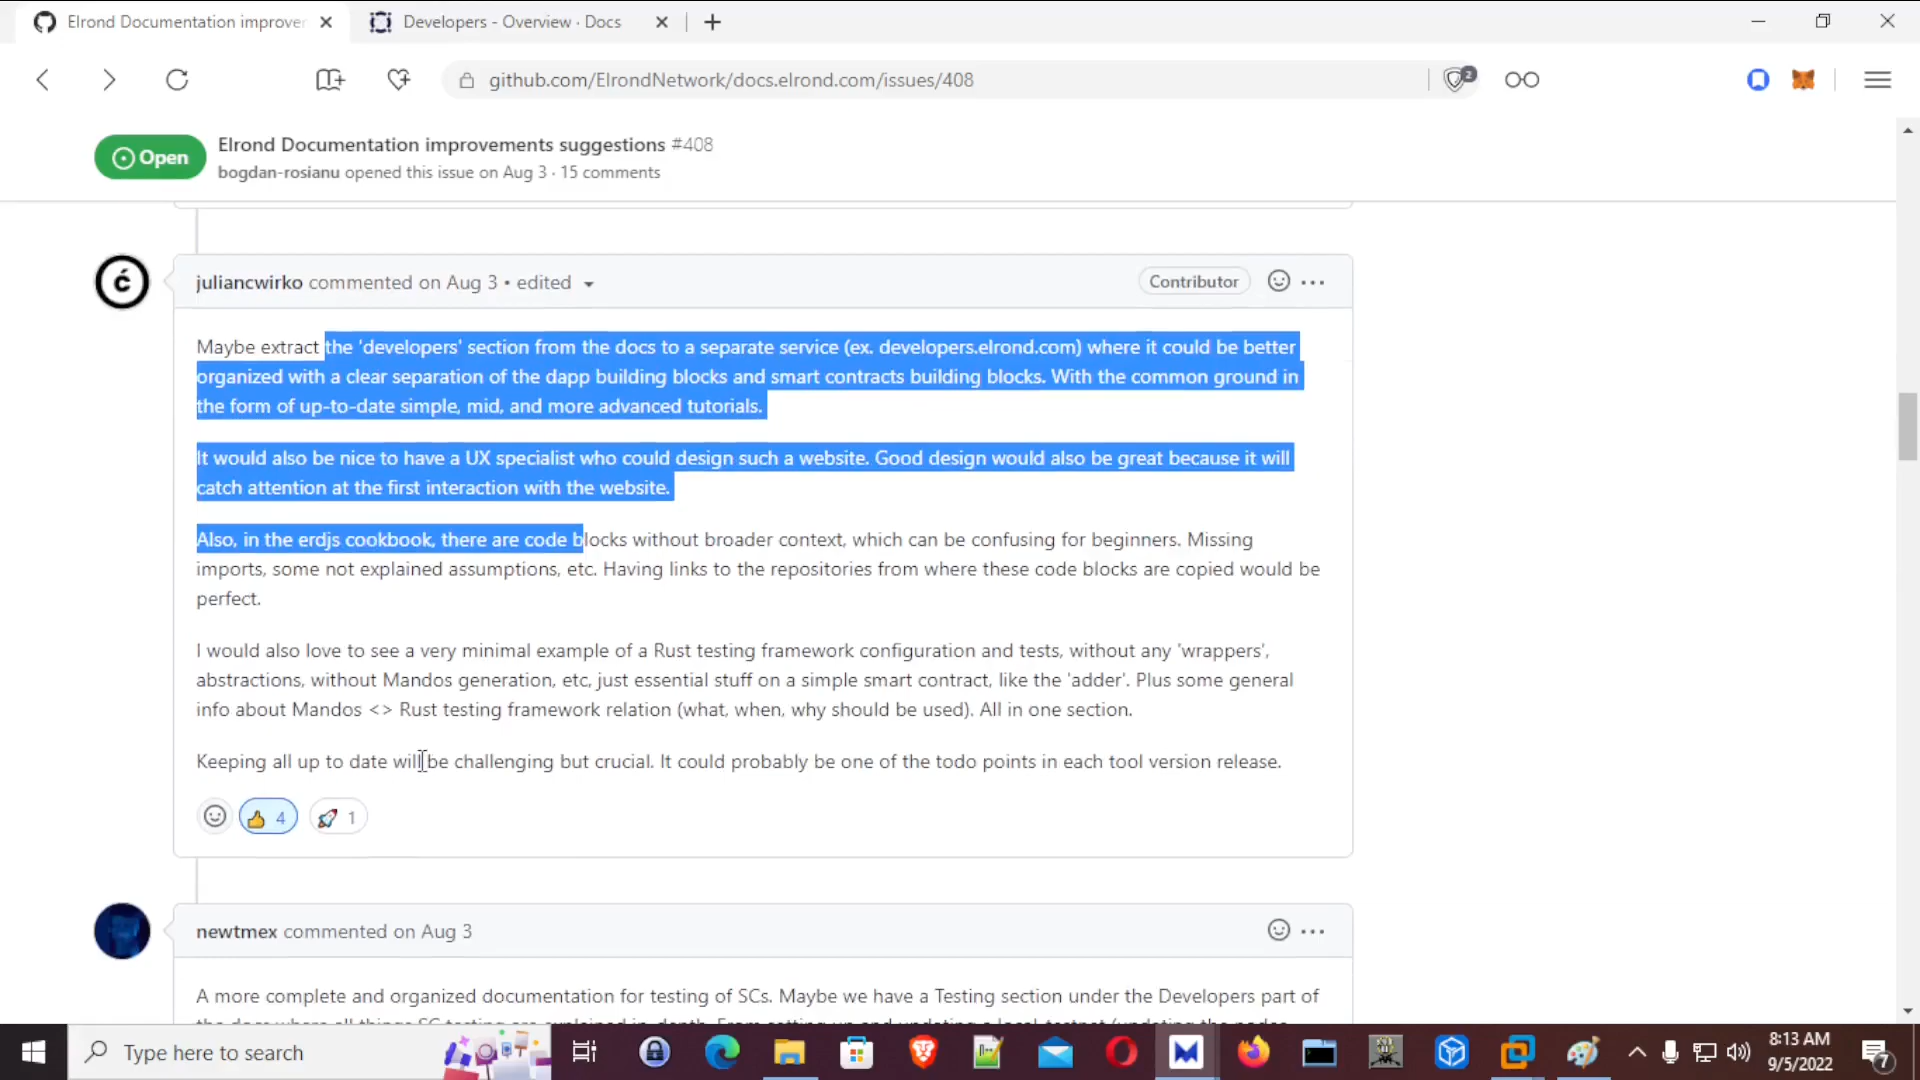 Elrond Documentation improver
Developers - Overview · Docs
github.com/ElrondNetwork/docs.elrond.com/issues/408
2
Open
Elrond Documentation improvements suggestions #408
bogdan-rosianu opened this issue on Aug 3 · 15 comments
ć
juliancwirko commented on Aug 3 • edited
Contributor
Maybe extract the 'developers' section from the docs to a separate service (ex. developers.elrond.com) where it could be better
organized with a clear separation of the dapp building blocks and smart contracts building blocks. With the common ground in
the form of up-to-date simple, mid, and more advanced tutorials.
It would also be nice to have a UX specialist who could design such a website. Good design would also be great because it will
catch attention at the first interaction with the website.
Also, in the erdjs cookbook, there are code blocks without broader context, which can be confusing for beginners. Missing
imports, some not explained assumptions, etc. Having links to the repositories from where these code blocks are copied would be
perfect.
I would also love to see a very minimal example of a Rust testing framework configuration and tests, without any 'wrappers',
abstractions, without Mandos generation, etc, just essential stuff on a simple smart contract, like the 'adder'. Plus some general
info about Mandos <> Rust testing framework relation (what, when, why should be used). All in one section.
Keeping all up to date will be challenging but crucial. It could probably be one of the todo points in each tool version release.
👍 4
🚀 1
newtmex commented on Aug 3
A more complete and organized documentation for testing of SCs. Maybe we have a Testing section under the Developers part of
Type here to search
8:13 AM
9/5/2022
7